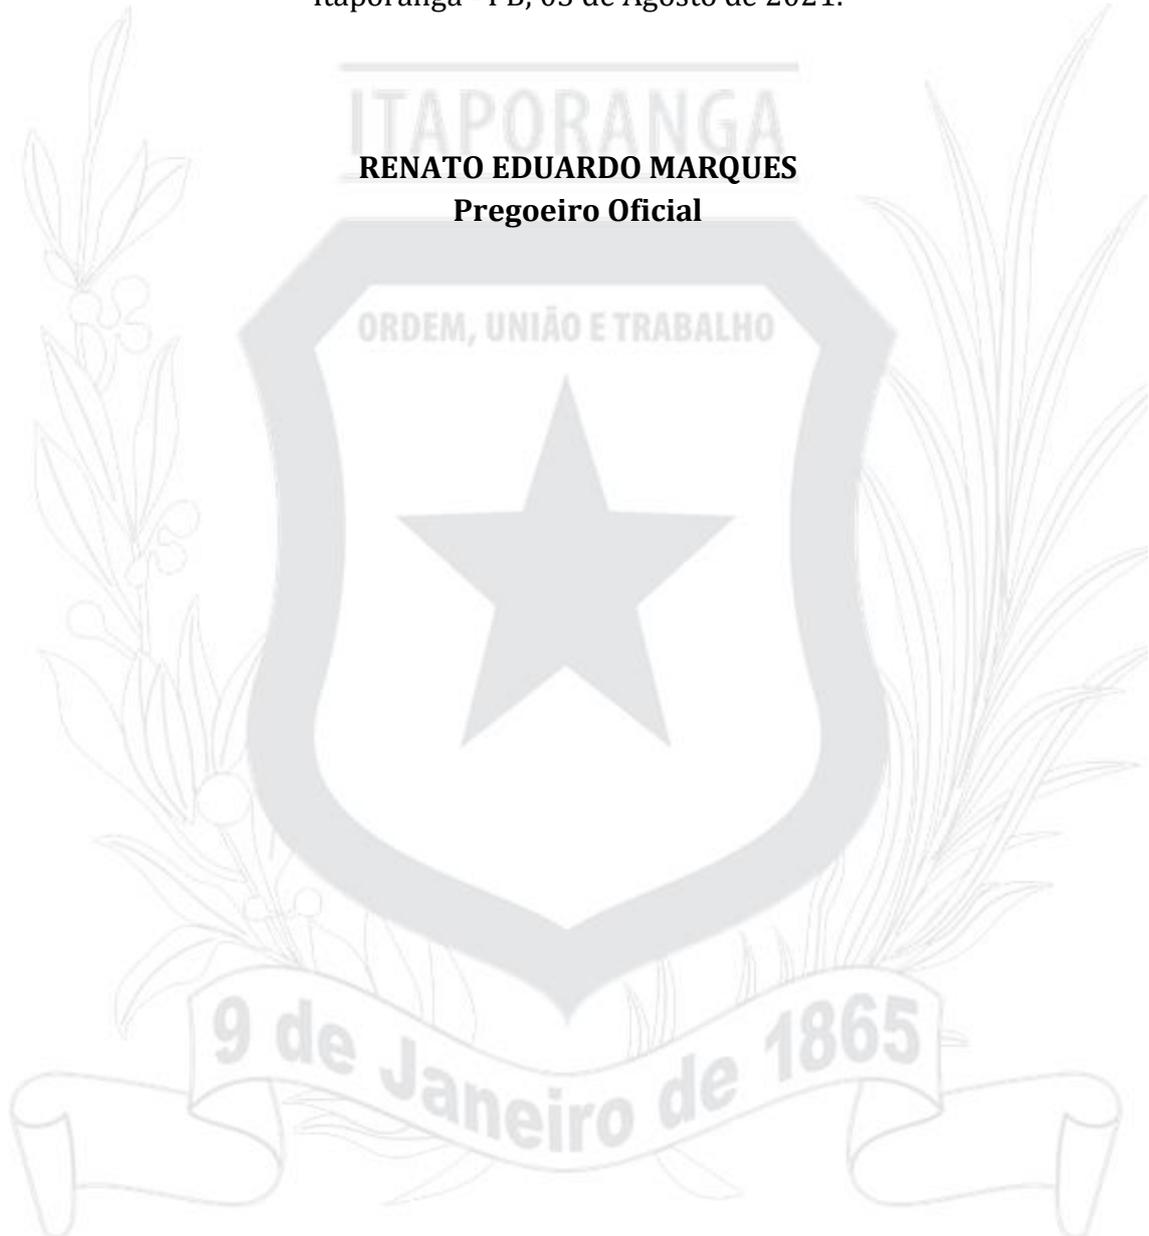 Itaporanga - PB, 03 de Agosto de 2021.
ITAPORANGA
RENATO EDUARDO MARQUES
Pregoeiro Oficial
ORDEM, UNIÃO E TRABALHO
9 de Janeiro de 1865